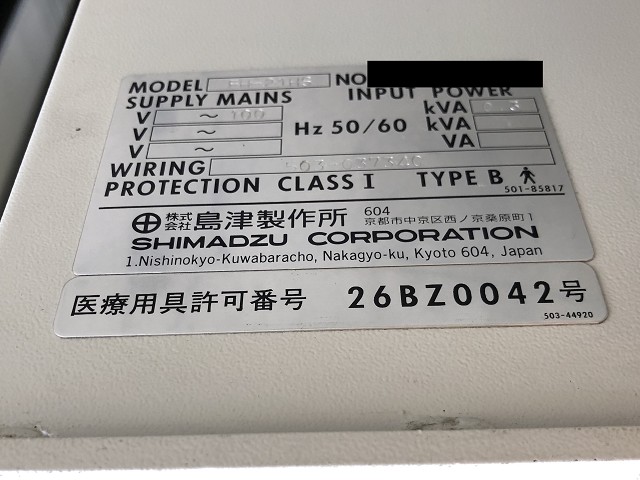 MODEL NO.
SUPPLY MAINS INPUT POWER
V ~ 100 kVA 0.3
V ~ Hz 50/60 kVA
V ~ VA
WIRING
PROTECTION CLASS I TYPE B
501-85817
株式会社 島津製作所 604 京都市中京区西ノ京桑原町1
SHIMADZU CORPORATION
1.Nishinokyo-Kuwabaracho, Nakagyo-ku, Kyoto 604, Japan
医療用具許可番号 26BZ0042号
503-44920